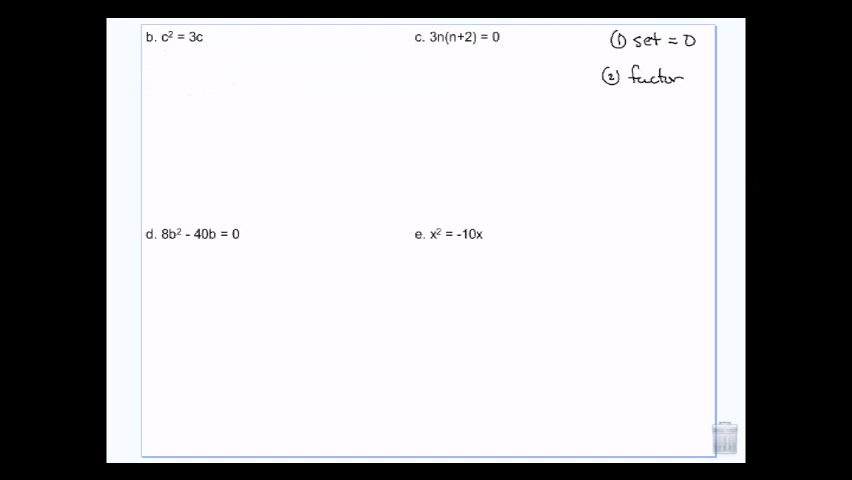 b. c² = 3c
c. 3n(n+2) = 0
① set = 0
② factor
d. 8b² - 40b = 0
e. x² = -10x